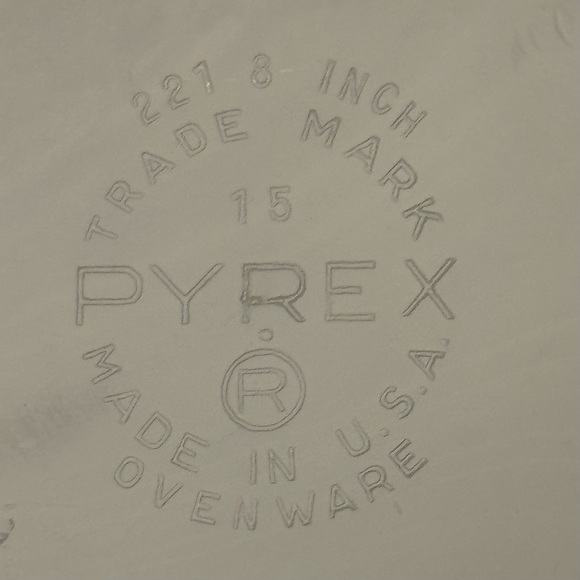 221 8 INCH
TRADE MARK
15
PYREX
®
MADE IN U.S.A.
OVENWARE